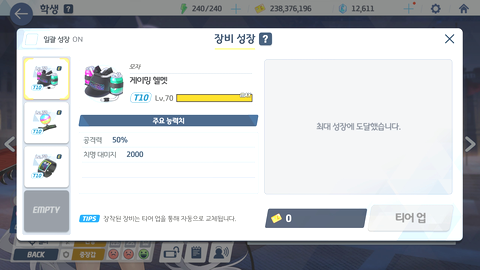 학생 ?
240/240 +
238,376,196
12,611 +
일괄 성장 ON
장비 성장 ?
모자
게이밍 헬멧
T10 Lv.70
주요 능력치
공격력 50%
치명 대미지 2000
T10
T10
T10
EMPTY
최대 성장에 도달했습니다.
TIPS 장착된 장비는 티어 업을 통해 자동으로 교체됩니다.
0
티어 업
BACK